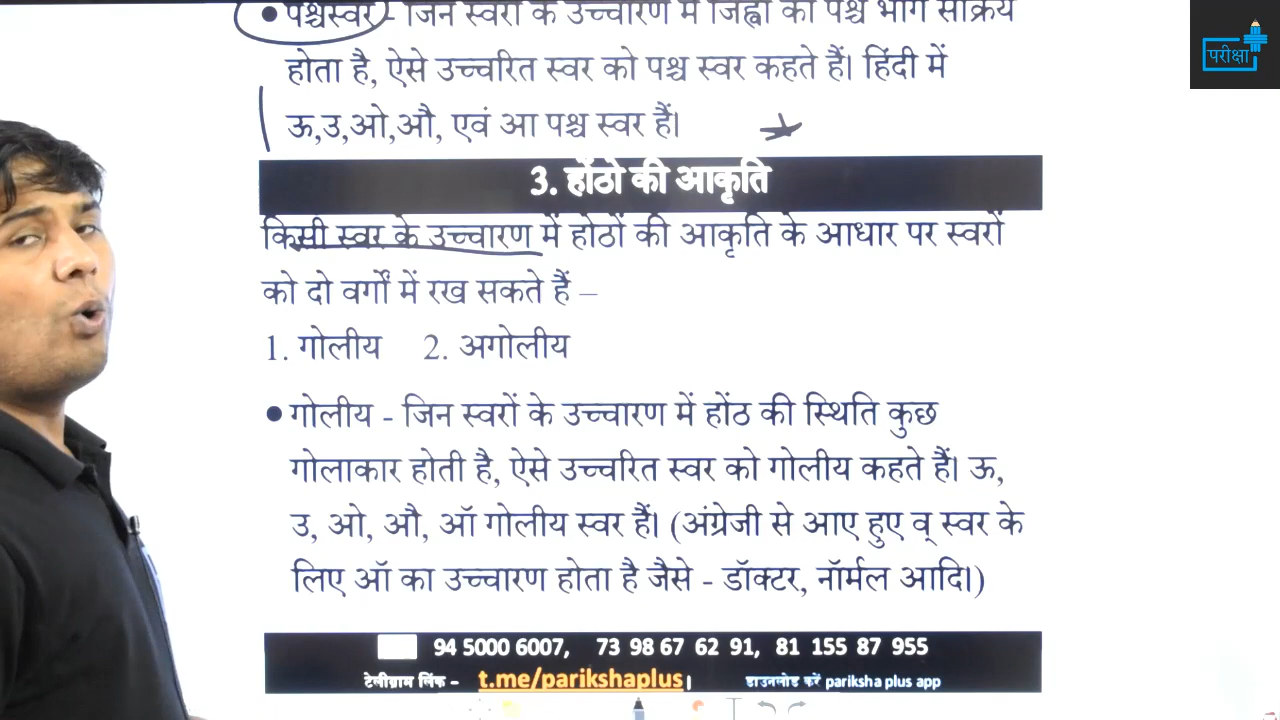 परीक्षा
• पश्चस्वर - जिन स्वरों के उच्चारण में जिह्वा का पश्च भाग सक्रिय
होता है, ऐसे उच्चरित स्वर को पश्च स्वर कहते हैं। हिंदी में
ऊ,उ,ओ,औ, एवं आ पश्च स्वर हैं।
3. होंठो की आकृति
किसी स्वर के उच्चारण में होठों की आकृति के आधार पर स्वरों
को दो वर्गों में रख सकते हैं –
1. गोलीय 2. अगोलीय
• गोलीय - जिन स्वरों के उच्चारण में होंठ की स्थिति कुछ
गोलाकार होती है, ऐसे उच्चरित स्वर को गोलीय कहते हैं। ऊ,
उ, ओ, औ, ऑ गोलीय स्वर हैं। (अंग्रेजी से आए हुए व् स्वर के
लिए ऑ का उच्चारण होता है जैसे - डॉक्टर, नॉर्मल आदि।)
94 5000 6007, 73 98 67 62 91, 81 155 87 955
टेलीग्राम लिंक - t.me/parikshaplus। डाउनलोड करें pariksha plus app